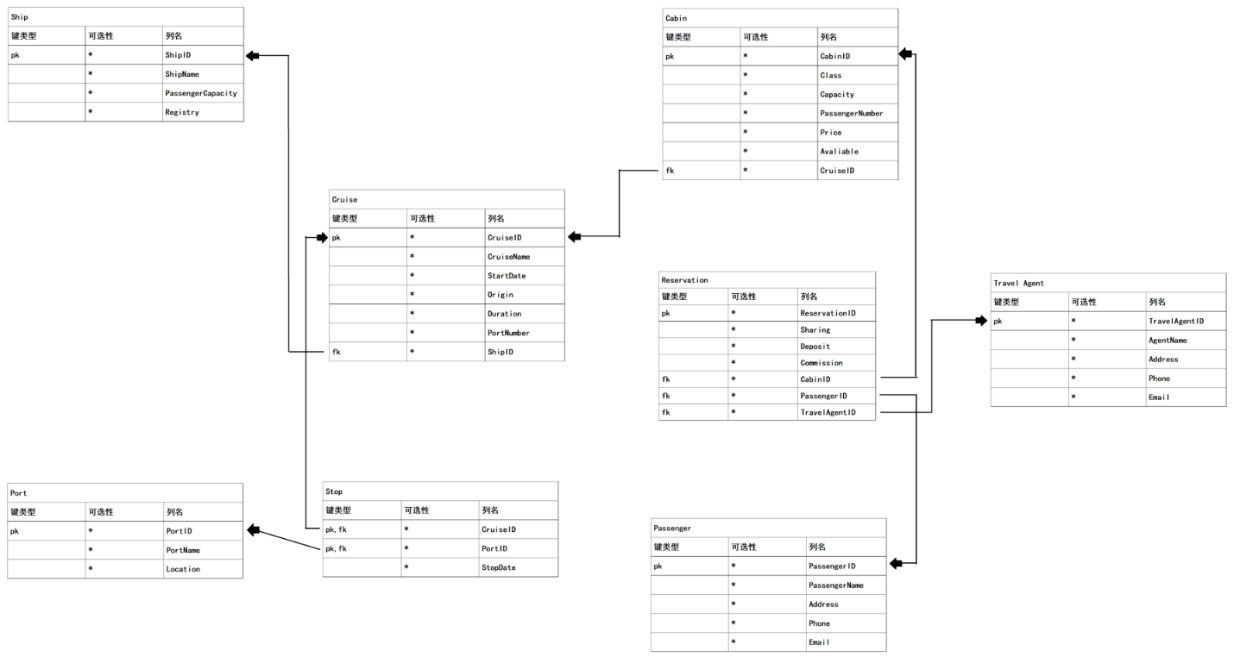 Ship
键类型 可选性 列名
pk * ShipID
* ShipName
* PassengerCapacity
* Registry
Cabin
键类型 可选性 列名
pk * CabinID
* Class
* Capacity
* PassengerNumber
* Price
* Avaliable
fk * CruiseID
Cruise
键类型 可选性 列名
pk * CruiseID
* CruiseName
* StartDate
* Origin
* Duration
* PortNumber
fk * ShipID
Reservation
键类型 可选性 列名
pk * ReservationID
* Sharing
* Deposit
* Commission
fk * CabinID
fk * PassengerID
fk * TravelAgentID
Travel Agent
键类型 可选性 列名
pk * TravelAgentID
* AgentName
* Address
* Phone
* Email
Port
键类型 可选性 列名
pk * PortID
* PortName
* Location
Stop
键类型 可选性 列名
pk,fk * CruiseID
pk,fk * PortID
* StopDate
Passenger
键类型 可选性 列名
pk * PassengerID
* PassengerName
* Address
* Phone
* Email